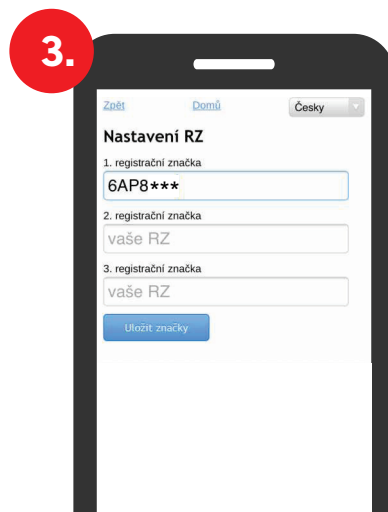 3.
Zpět Domů Česky
Nastavení RZ
1. registrační značka
6AP8***
2. registrační značka
vaše RZ
3. registrační značka
vaše RZ
Uložit značky